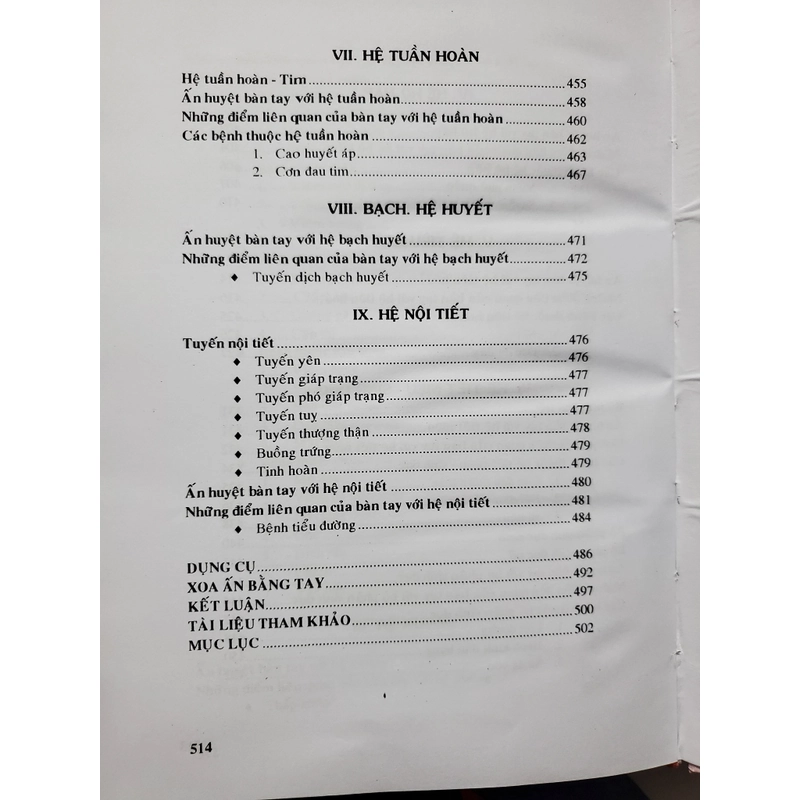 VII. HỆ TUẦN HOÀN
Hệ tuần hoàn - Tim 455
Ấn huyệt bàn tay với hệ tuần hoàn 458
Những điểm liên quan của bàn tay với hệ tuần hoàn 460
Các bệnh thuộc hệ tuần hoàn 462
1. Cao huyết áp 463
2. Cơn đau tim 467
VIII. BẠCH. HỆ HUYẾT
Ấn huyệt bàn tay với hệ bạch huyết 471
Những điểm liên quan của bàn tay với hệ bạch huyết 472
♦ Tuyến dịch bạch huyết 475
IX. HỆ NỘI TIẾT
Tuyến nội tiết 476
♦ Tuyến yên 476
♦ Tuyến giáp trạng 477
♦ Tuyến phó giáp trạng 477
♦ Tuyến tuỵ 477
♦ Tuyến thượng thận 478
♦ Buồng trứng 479
♦ Tinh hoàn 479
Ấn huyệt bàn tay với hệ nội tiết 480
Những điểm liên quan của bàn tay với hệ nội tiết 481
♦ Bệnh tiểu đường 484
DỤNG CỤ 486
XOA ẤN BẰNG TAY 492
KẾT LUẬN 497
TÀI LIỆU THAM KHẢO 500
MỤC LỤC 502
514